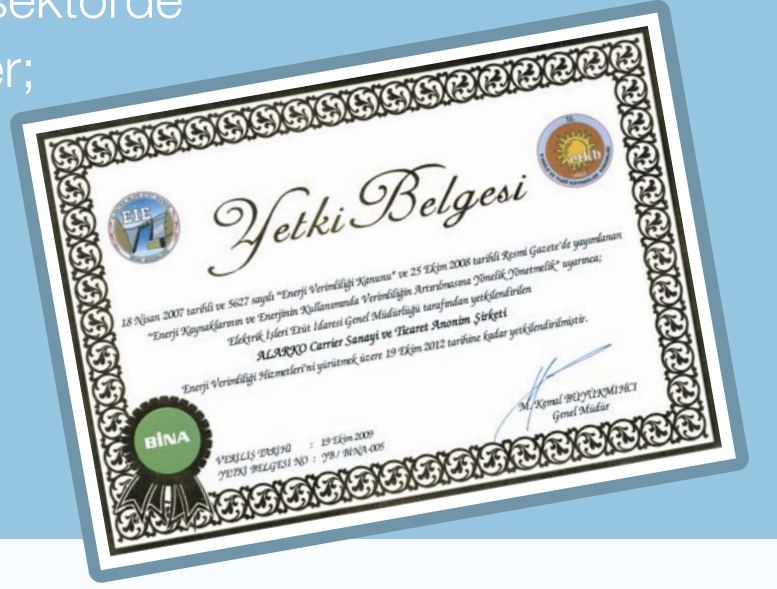 sektörde
er;
EİE
etkb
Yetki Belgesi
18 Nisan 2007 tarihli ve 5627 sayılı "Enerji Verimliliği Kanunu" ve 25 Ekim 2008 tarihli Resmi Gazete'de yayımlanan
"Enerji Kaynaklarının ve Enerjinin Kullanımında Verimliliğin Artırılmasına Yönelik Yönetmelik" uyarınca;
Elektrik İşleri Etüt İdaresi Genel Müdürlüğü tarafından yetkilendirilen
ALARKO Carrier Sanayi ve Ticaret Anonim Şirketi
Enerji Verimliliği Hizmetleri'ni yürütmek üzere 19 Ekim 2012 tarihine kadar yetkilendirilmiştir.
M. Kemal BÜYÜKMIHCI
Genel Müdür
BİNA
VERİLİŞ TARİHİ : 19 Ekim 2009
YETKİ BELGESİ NO : YB / BİNA-005